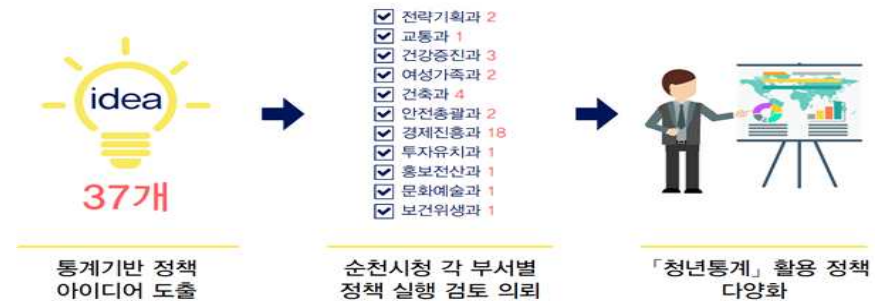 idea
37개
통계기반 정책
아이디어 도출
전략기획과 2
교통과 1
건강증진과 3
여성가족과 2
건축과 4
안전총괄과 2
경제진흥과 18
투자유치과 1
홍보전산과 1
문화예술과 1
보건위생과 1
순천시청 각 부서별
정책 실행 검토 의뢰
「청년통계」 활용 정책
다양화